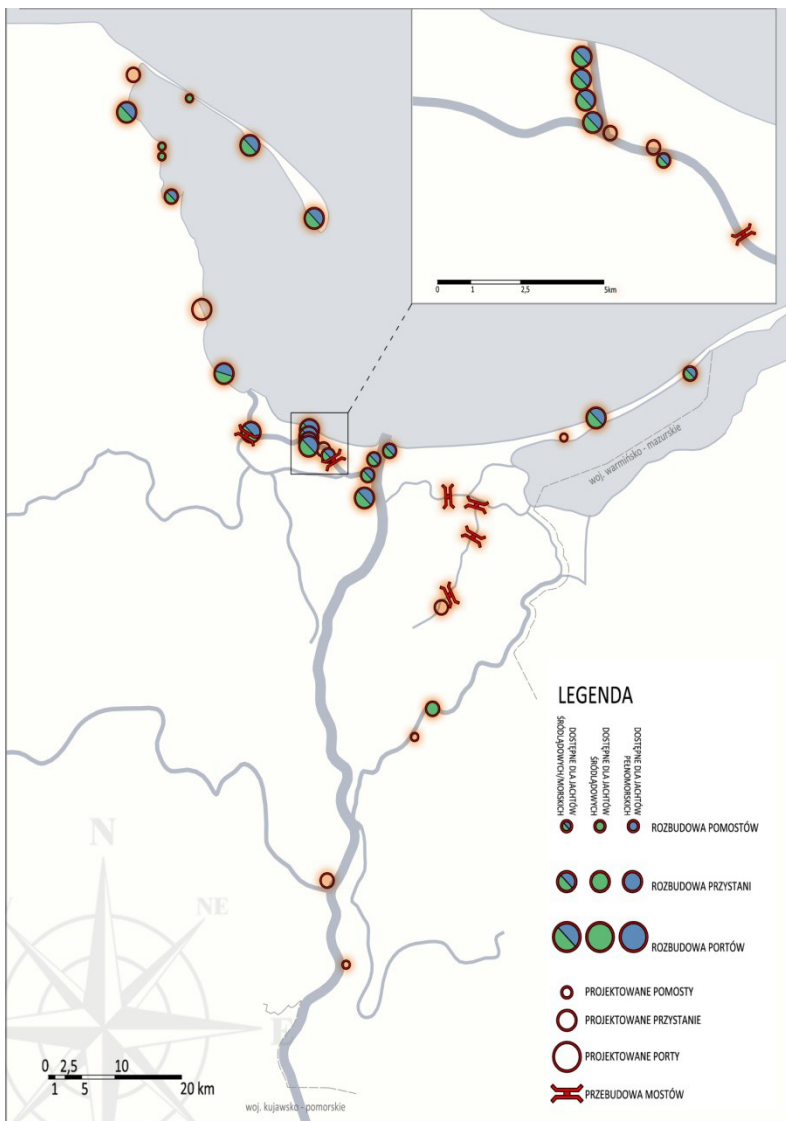 0 1 2,5 5km
woj. warmińsko - mazurskie
LEGENDA
DOSTĘPNE DLA JACHTÓW
ŚRÓDLĄDOWYCH/MORSKICH
DOSTĘPNE DLA JACHTÓW
ŚRÓDLĄDOWYCH
DOSTĘPNE DLA JACHTÓW
PEŁNOMORSKICH
ROZBUDOWA POMOSTÓW
ROZBUDOWA PRZYSTANI
ROZBUDOWA PORTÓW
PROJEKTOWANE POMOSTY
PROJEKTOWANE PRZYSTANIE
PROJEKTOWANE PORTY
PRZEBUDOWA MOSTÓW
N
NE
E
0 2,5 10
1 5 20 km
woj. kujawsko - pomorskie